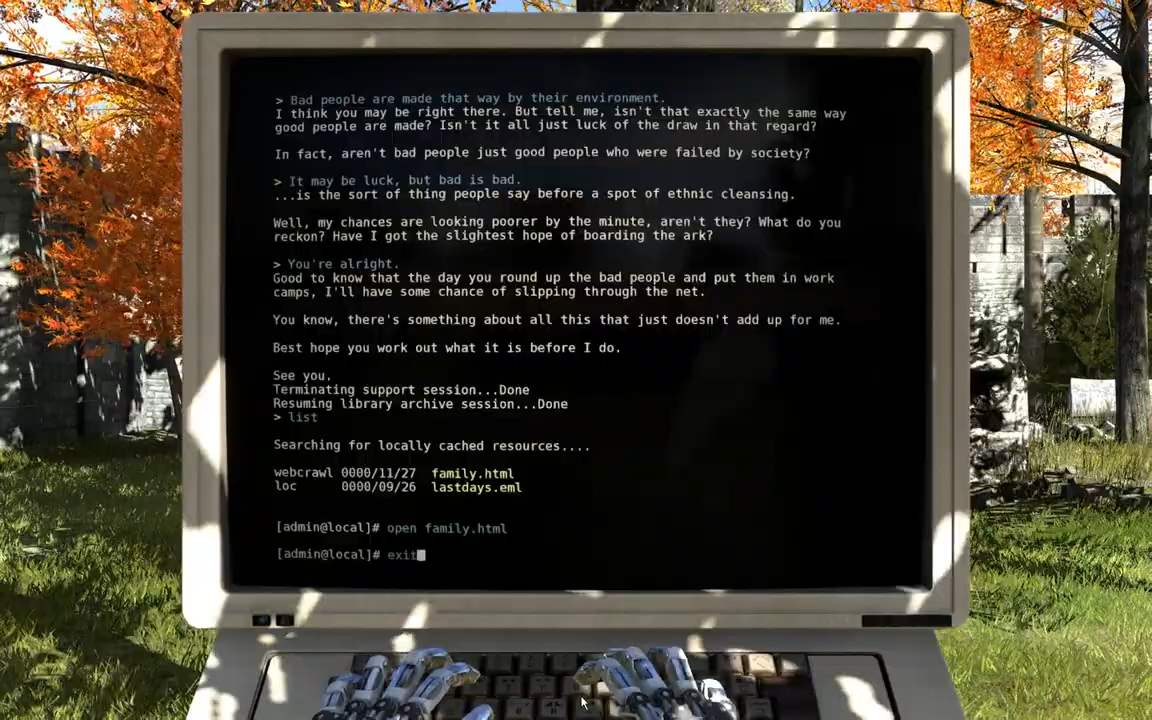 > Bad people are made that way by their environment.
I think you may be right there. But tell me, isn't that exactly the same way
good people are made? Isn't it all just luck of the draw in that regard?
In fact, aren't bad people just good people who were failed by society?
> It may be luck, but bad is bad.
...is the sort of thing people say before a spot of ethnic cleansing.
Well, my chances are looking poorer by the minute, aren't they? What do you
reckon? Have I got the slightest hope of boarding the ark?
> You're alright.
Good to know that the day you round up the bad people and put them in work
camps, I'll have some chance of slipping through the net.
You know, there's something about all this that just doesn't add up for me.
Best hope you work out what it is before I do.
See you.
Terminating support session...Done
Resuming library archive session...Done
> list
Searching for locally cached resources....
webcrawl 0000/11/27 family.html
loc 0000/09/26 lastdays.eml
[admin@local]# open family.html
[admin@local]# exit